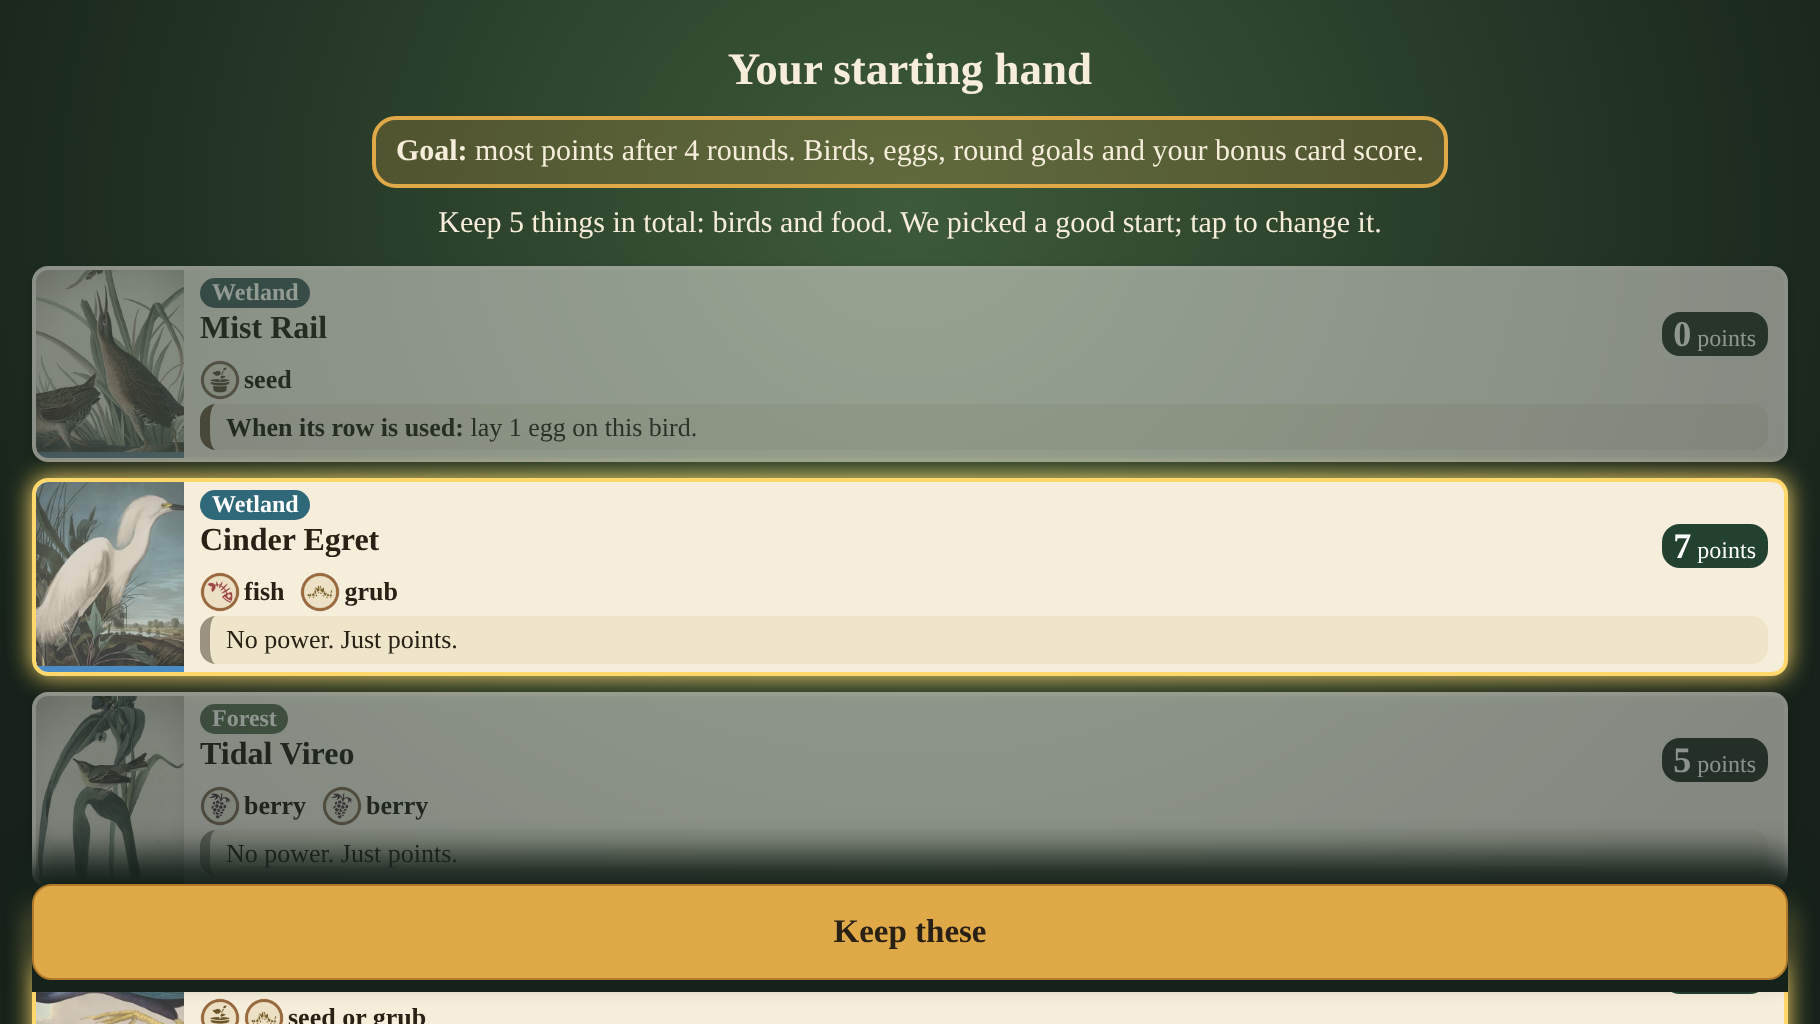 Your starting hand
Goal: most points after 4 rounds. Birds, eggs, round goals and your bonus card score.
Keep 5 things in total: birds and food. We picked a good start; tap to change it.
Wetland
Mist Rail
0 points
seed
When its row is used: lay 1 egg on this bird.
Wetland
Cinder Egret
7 points
fish grub
No power. Just points.
Forest
Tidal Vireo
5 points
berry berry
No power. Just points.
Keep these
seed or grub